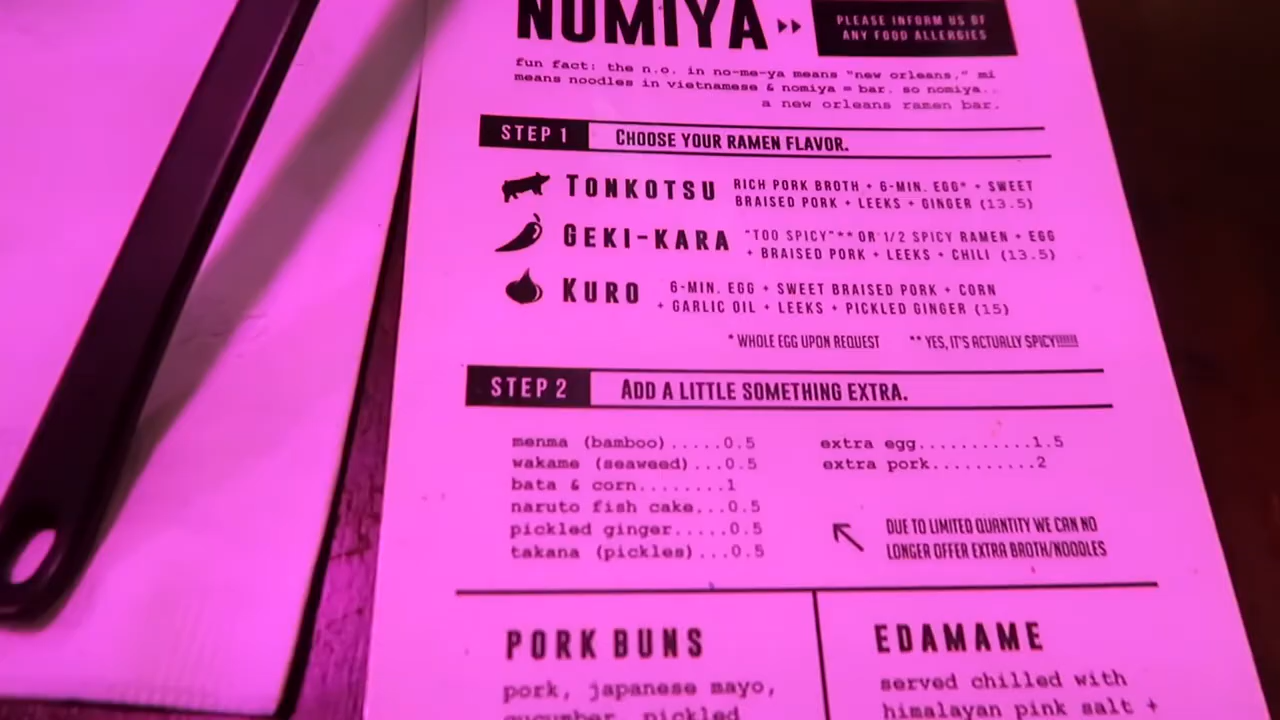 NOMIYA
PLEASE INFORM US OF
ANY FOOD ALLERGIES
fun fact: the n.o. in no-me-ya means "new orleans," mi
means noodles in vietnamese & nomiya = bar. so nomiya..
a new orleans ramen bar.
STEP 1 CHOOSE YOUR RAMEN FLAVOR.
TONKOTSU RICH PORK BROTH + 6-MIN. EGG* + SWEET
BRAISED PORK + LEEKS + GINGER (13.5)
GEKI-KARA "TOO SPICY"** OR 1/2 SPICY RAMEN + EGG
+ BRAISED PORK + LEEKS + CHILI (13.5)
KURO 6-MIN. EGG + SWEET BRAISED PORK + CORN
+ GARLIC OIL + LEEKS + PICKLED GINGER (15)
* WHOLE EGG UPON REQUEST ** YES, IT'S ACTUALLY SPICY!!!!!!!
STEP 2 ADD A LITTLE SOMETHING EXTRA.
menma (bamboo).....0.5
wakame (seaweed)...0.5
bata & corn........1
naruto fish cake...0.5
pickled ginger.....0.5
takana (pickles)...0.5
extra egg...........1.5
extra pork..........2
DUE TO LIMITED QUANTITY WE CAN NO
LONGER OFFER EXTRA BROTH/NOODLES
PORK BUNS
pork, japanese mayo,
cucumber, pickled
EDAMAME
served chilled with
himalayan pink salt +